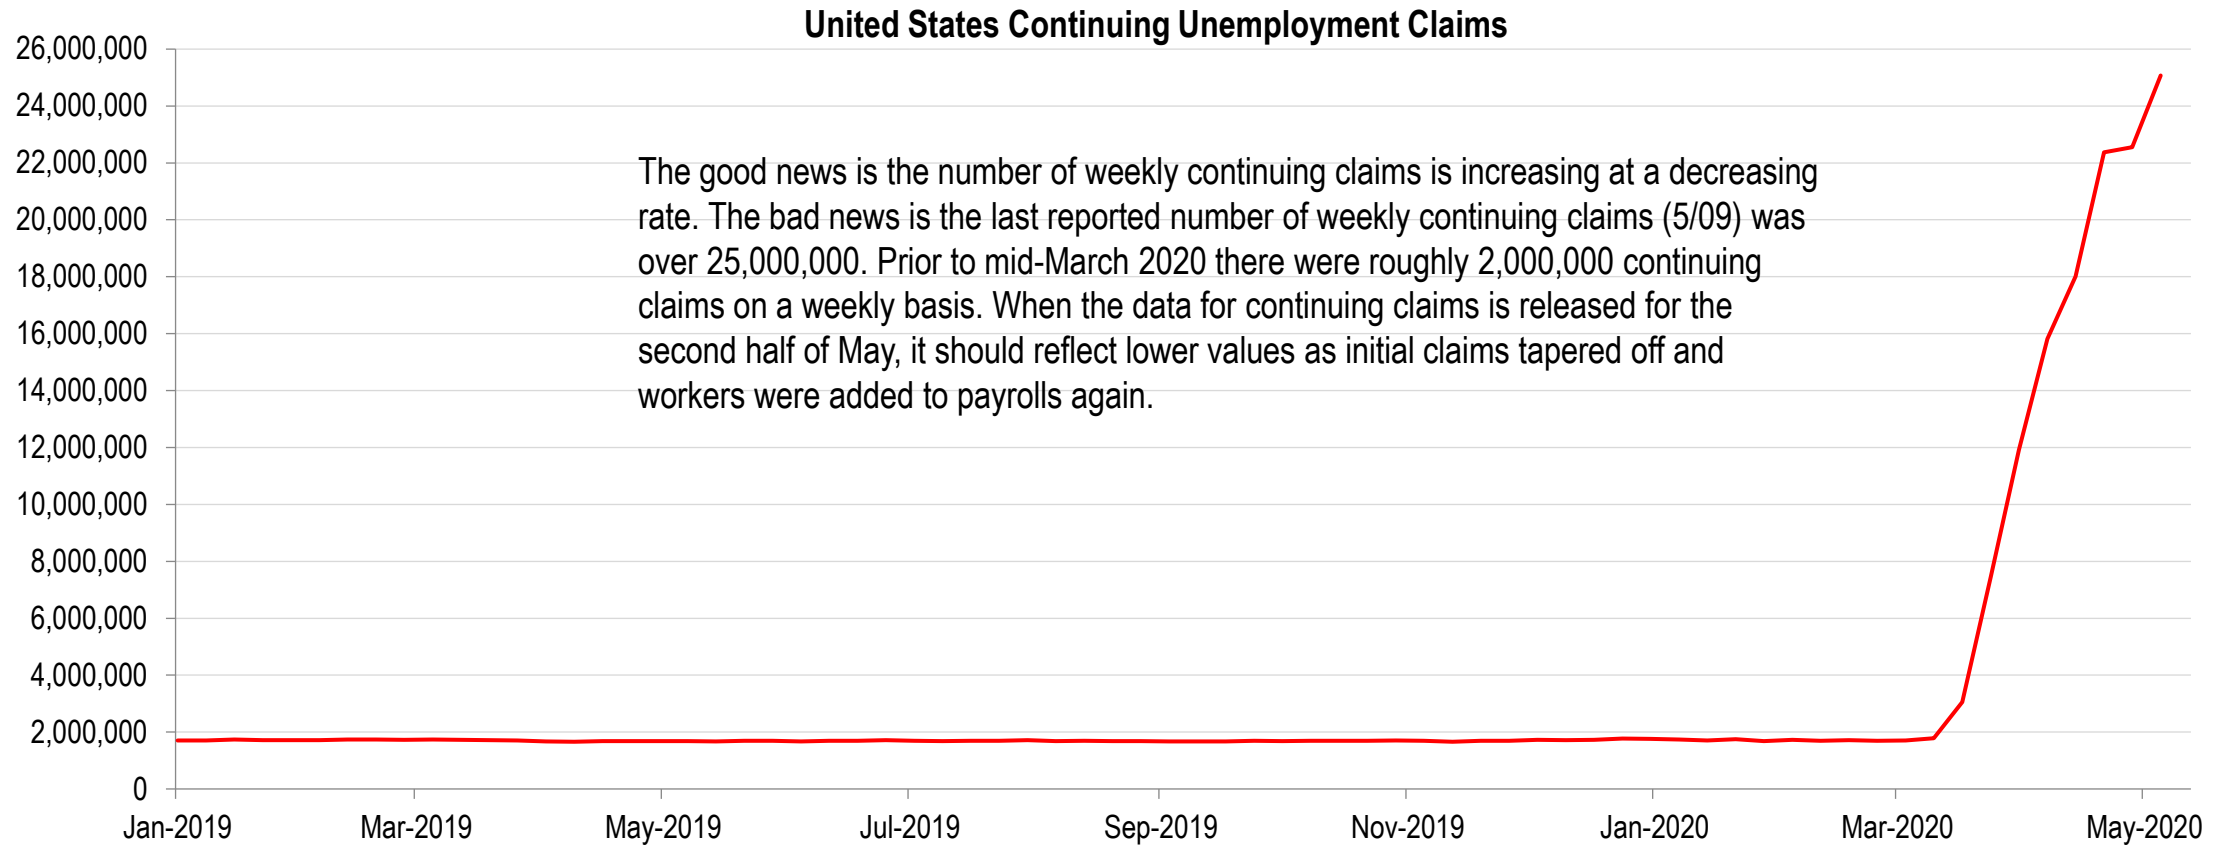 United States Continuing Unemployment Claims
26,000,000
24,000,000
22,000,000
20,000,000
18,000,000
16,000,000
14,000,000
12,000,000
10,000,000
8,000,000
6,000,000
4,000,000
2,000,000
0
The good news is the number of weekly continuing claims is increasing at a decreasing
rate. The bad news is the last reported number of weekly continuing claims (5/09) was
over 25,000,000. Prior to mid-March 2020 there were roughly 2,000,000 continuing
claims on a weekly basis. When the data for continuing claims is released for the
second half of May, it should reflect lower values as initial claims tapered off and
workers were added to payrolls again.
Jan-2019 Mar-2019 May-2019 Jul-2019 Sep-2019 Nov-2019 Jan-2020 Mar-2020 May-2020